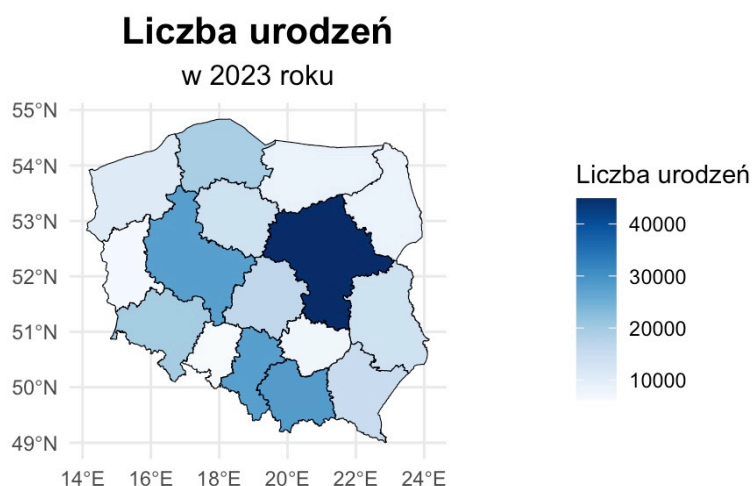 Liczba urodzeń
w 2023 roku
55°N
54°N
53°N
52°N
51°N
50°N
49°N
14°E 16°E 18°E 20°E 22°E 24°E
Liczba urodzeń
40000
30000
20000
10000